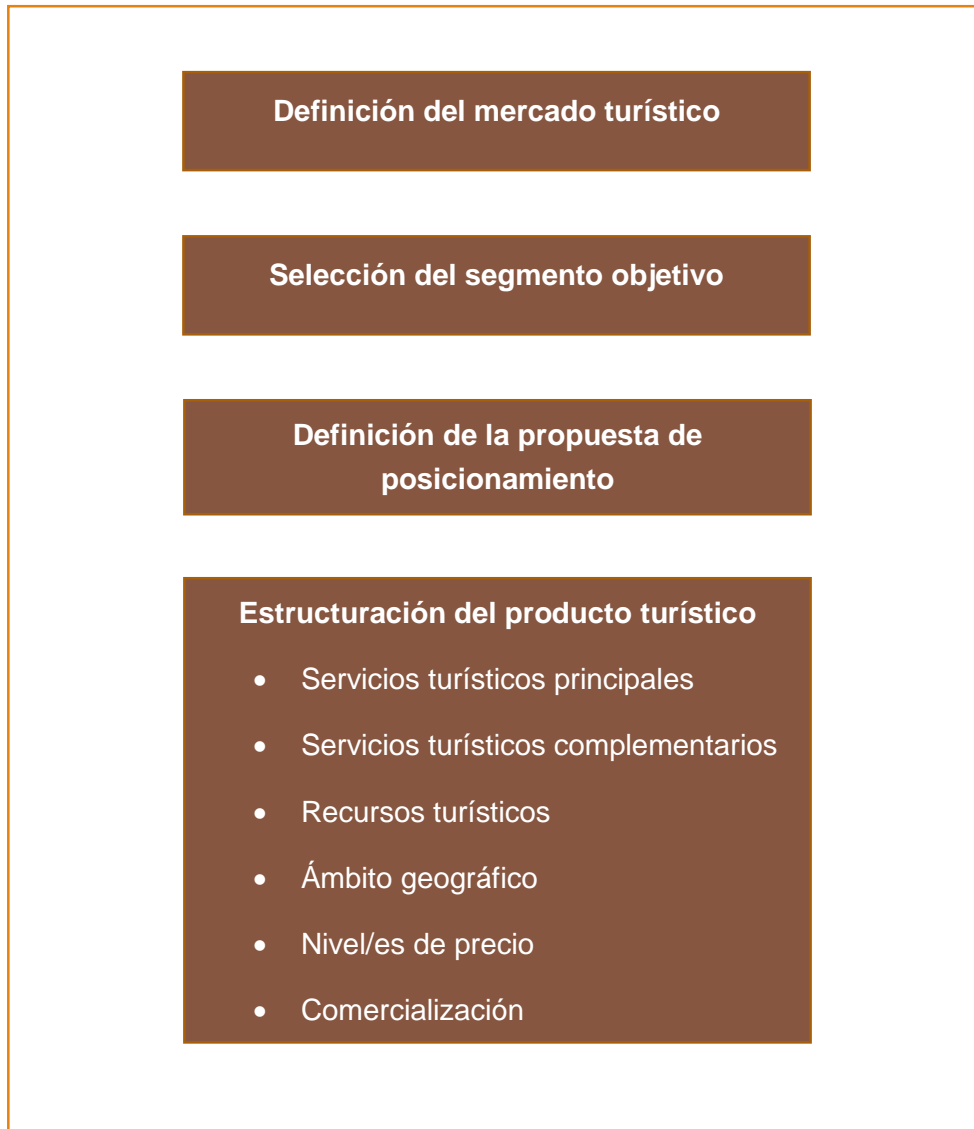 Definición del mercado turístico
Selección del segmento objetivo
Definición de la propuesta de
posicionamiento
Estructuración del producto turístico
• Servicios turísticos principales
• Servicios turísticos complementarios
• Recursos turísticos
• Ámbito geográfico
• Nivel/es de precio
• Comercialización